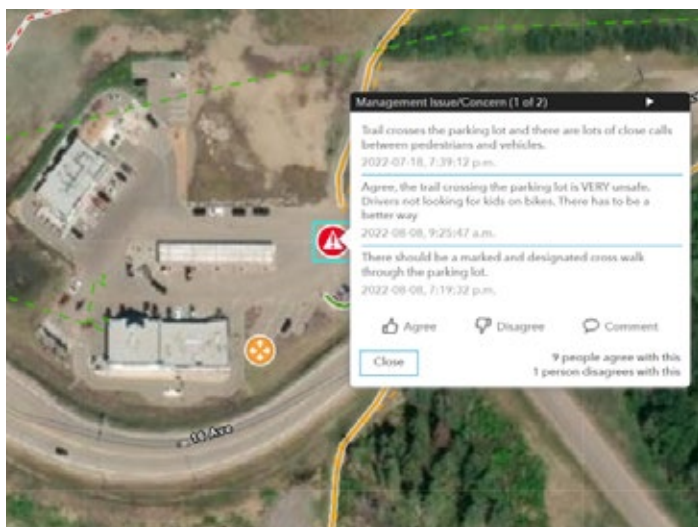 Management Issue/Concern (1 of 2)
Trail crosses the parking lot and there are lots of close calls
between pedestrians and vehicles.
2022-07-18, 7:39:12 p.m.
Agree, the trail crossing the parking lot is VERY unsafe.
Drivers not looking for kids on bikes. There has to be a
better way
2022-08-08, 9:25:47 a.m.
There should be a marked and designated cross walk
through the parking lot.
2022-08-08, 7:19:32 p.m.
Agree
Disagree
Comment
Close
9 people agree with this
1 person disagrees with this